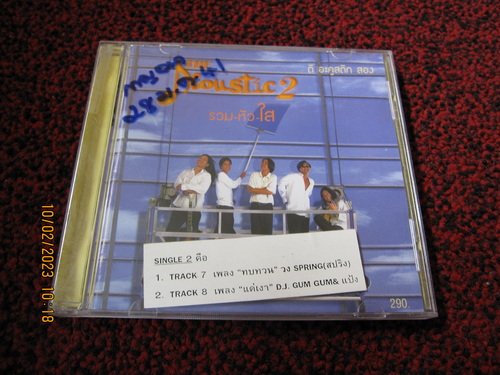 THE
Acoustic 2
ดิ อะคูสติก สอง
รวม•หัว•ใส
SINGLE 2 คือ
1. TRACK 7 เพลง "ทบทวน" วง SPRING(สปริง)
2. TRACK 8 เพลง "แด่เงา" D.J. GUM GUM& แป้ง
290.
10/02/2023 10:18